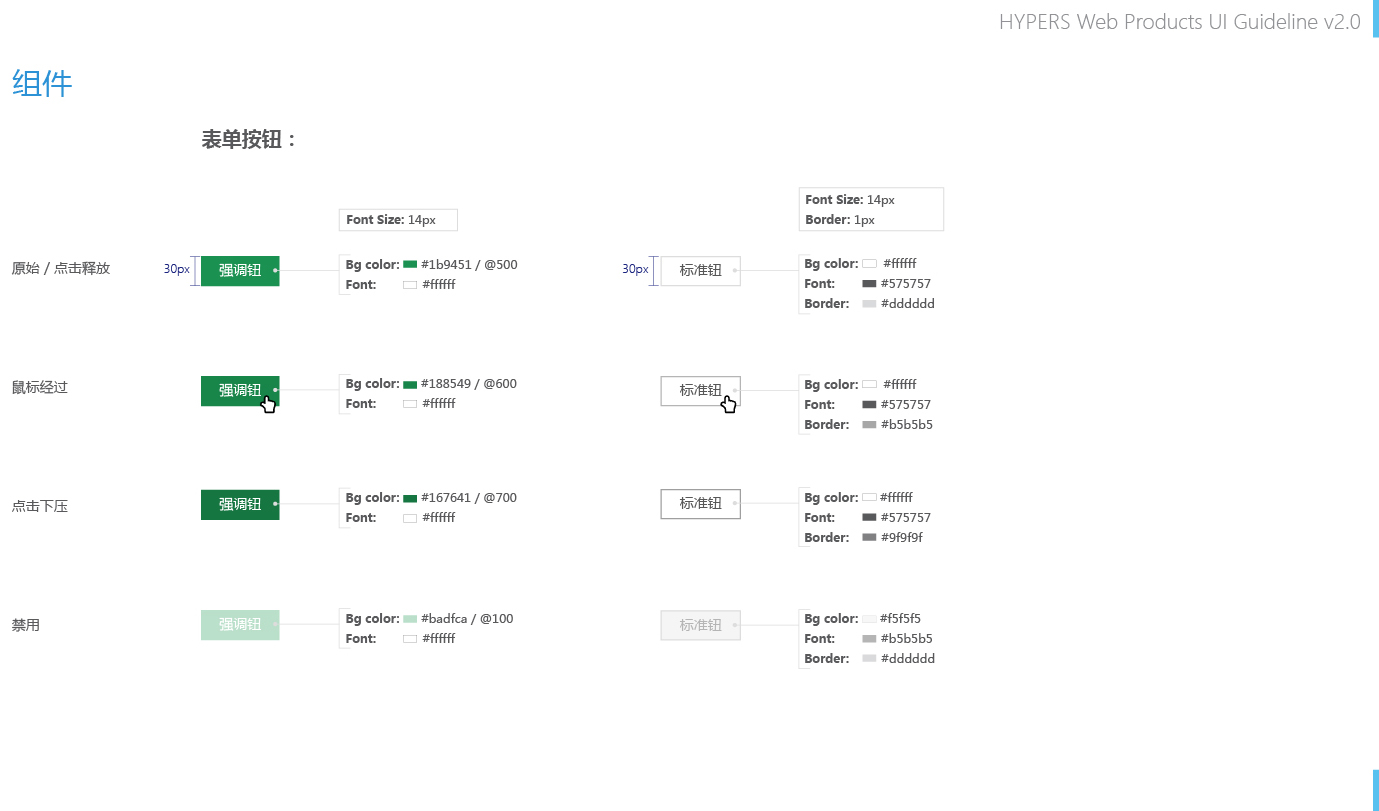 HYPERS Web Products UI Guideline v2.0
组件
表单按钮：
Font Size: 14px
Font Size: 14px
Border: 1px
原始 / 点击释放
30px
强调钮
Bg color: #1b9451 / @500
Font: #ffffff
30px
标准钮
Bg color: #ffffff
Font: #575757
Border: #dddddd
鼠标经过
强调钮
Bg color: #188549 / @600
Font: #ffffff
标准钮
Bg color: #ffffff
Font: #575757
Border: #b5b5b5
点击下压
强调钮
Bg color: #167641 / @700
Font: #ffffff
标准钮
Bg color: #ffffff
Font: #575757
Border: #9f9f9f
禁用
强调钮
Bg color: #badfca / @100
Font: #ffffff
标准钮
Bg color: #f5f5f5
Font: #b5b5b5
Border: #dddddd